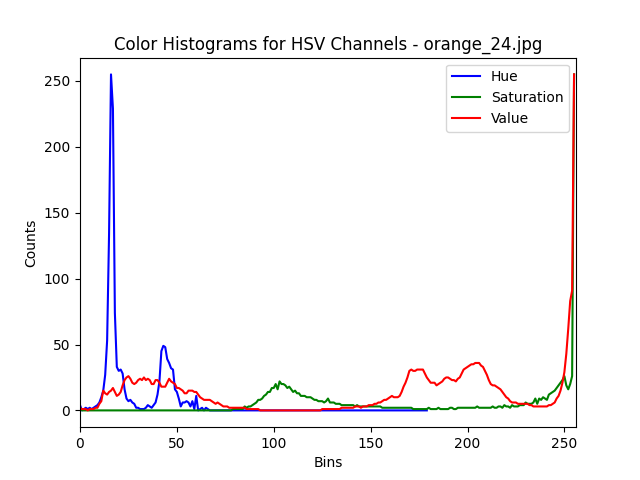 Color Histograms for HSV Channels - orange_24.jpg
Hue
Saturation
Value
250
200
150
100
50
0
Counts
0 50 100 150 200 250
Bins